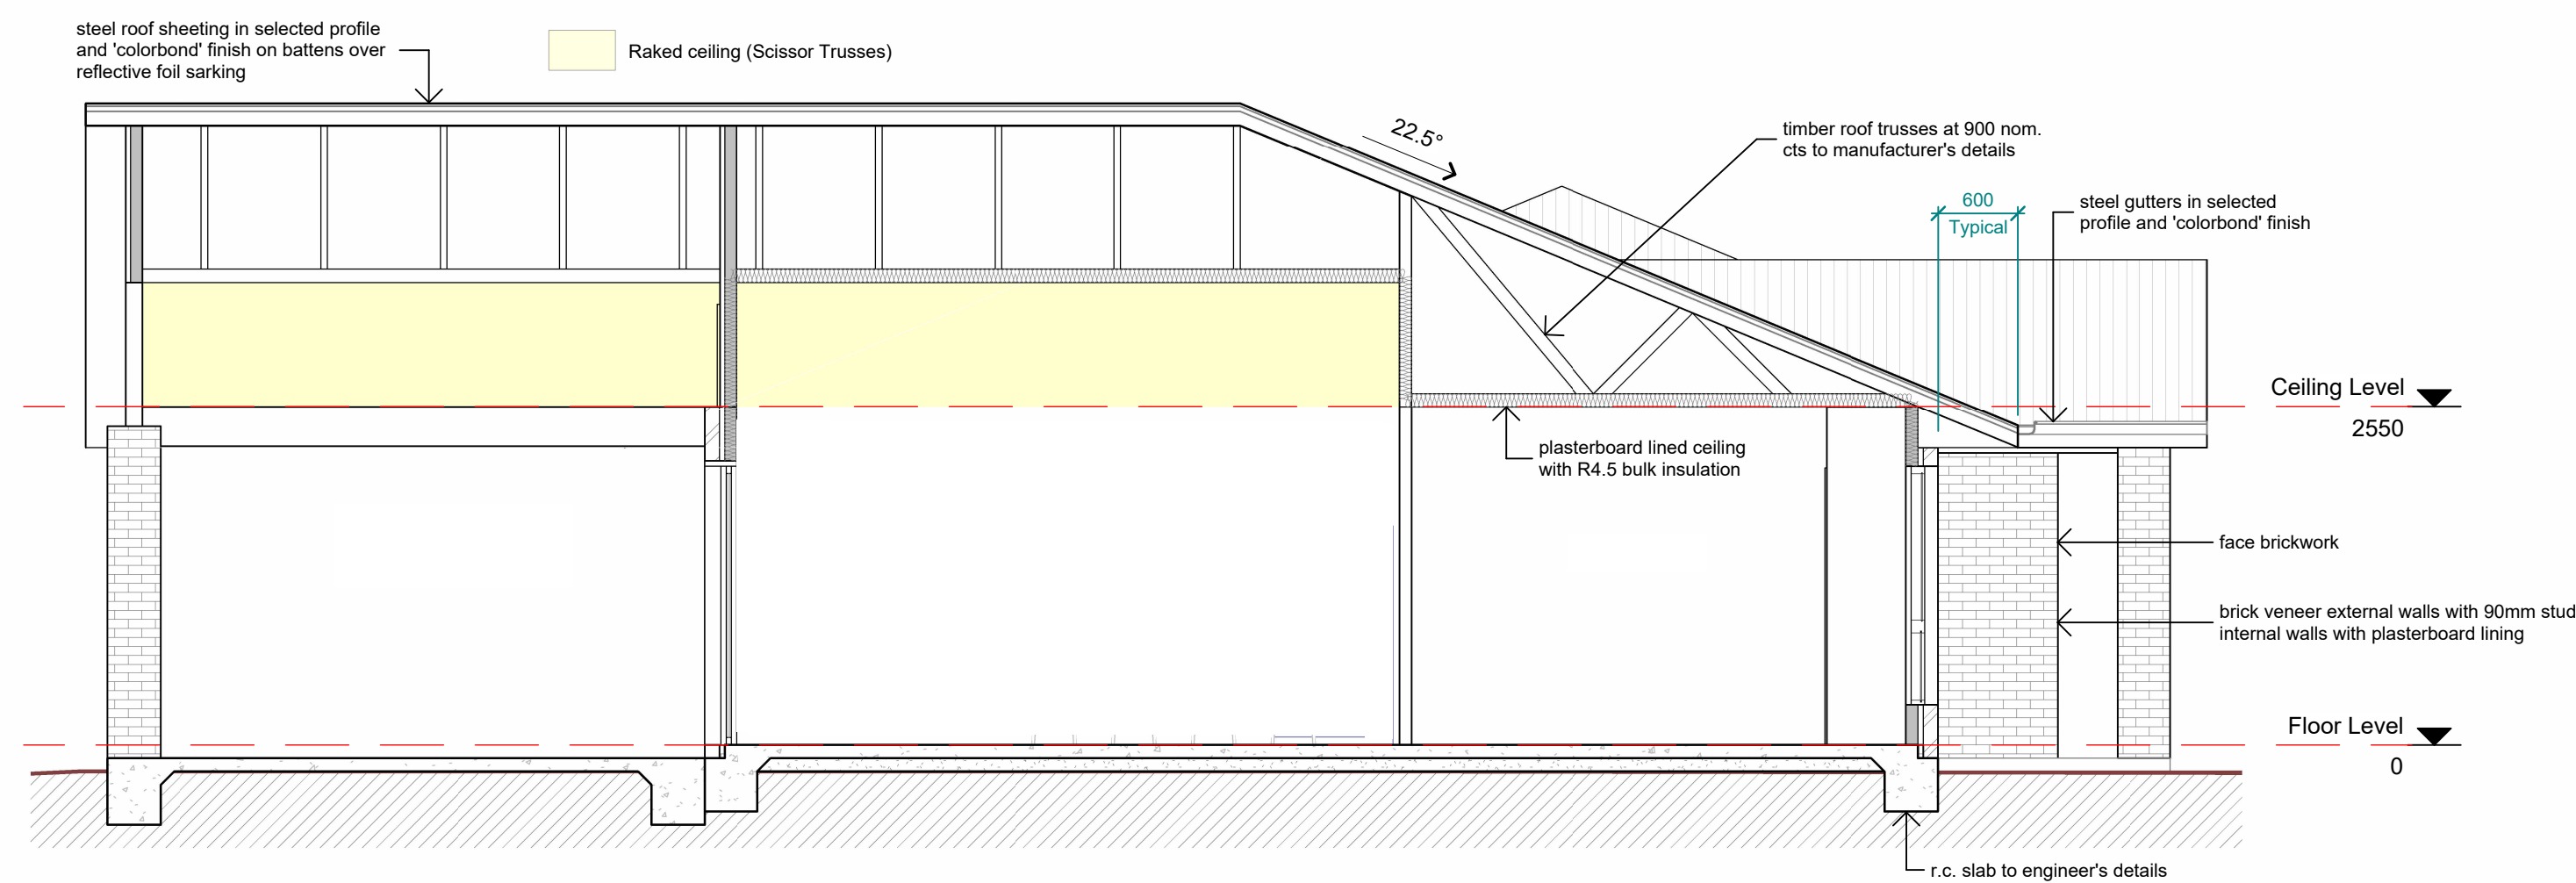 steel roof sheeting in selected profile
and 'colorbond' finish on battens over
reflective foil sarking
Raked ceiling (Scissor Trusses)
22.5°
timber roof trusses at 900 nom.
cts to manufacturer's details
600
Typical
steel gutters in selected
profile and 'colorbond' finish
Ceiling Level
2550
plasterboard lined ceiling
with R4.5 bulk insulation
face brickwork
brick veneer external walls with 90mm stud
internal walls with plasterboard lining
Floor Level
0
r.c. slab to engineer's details